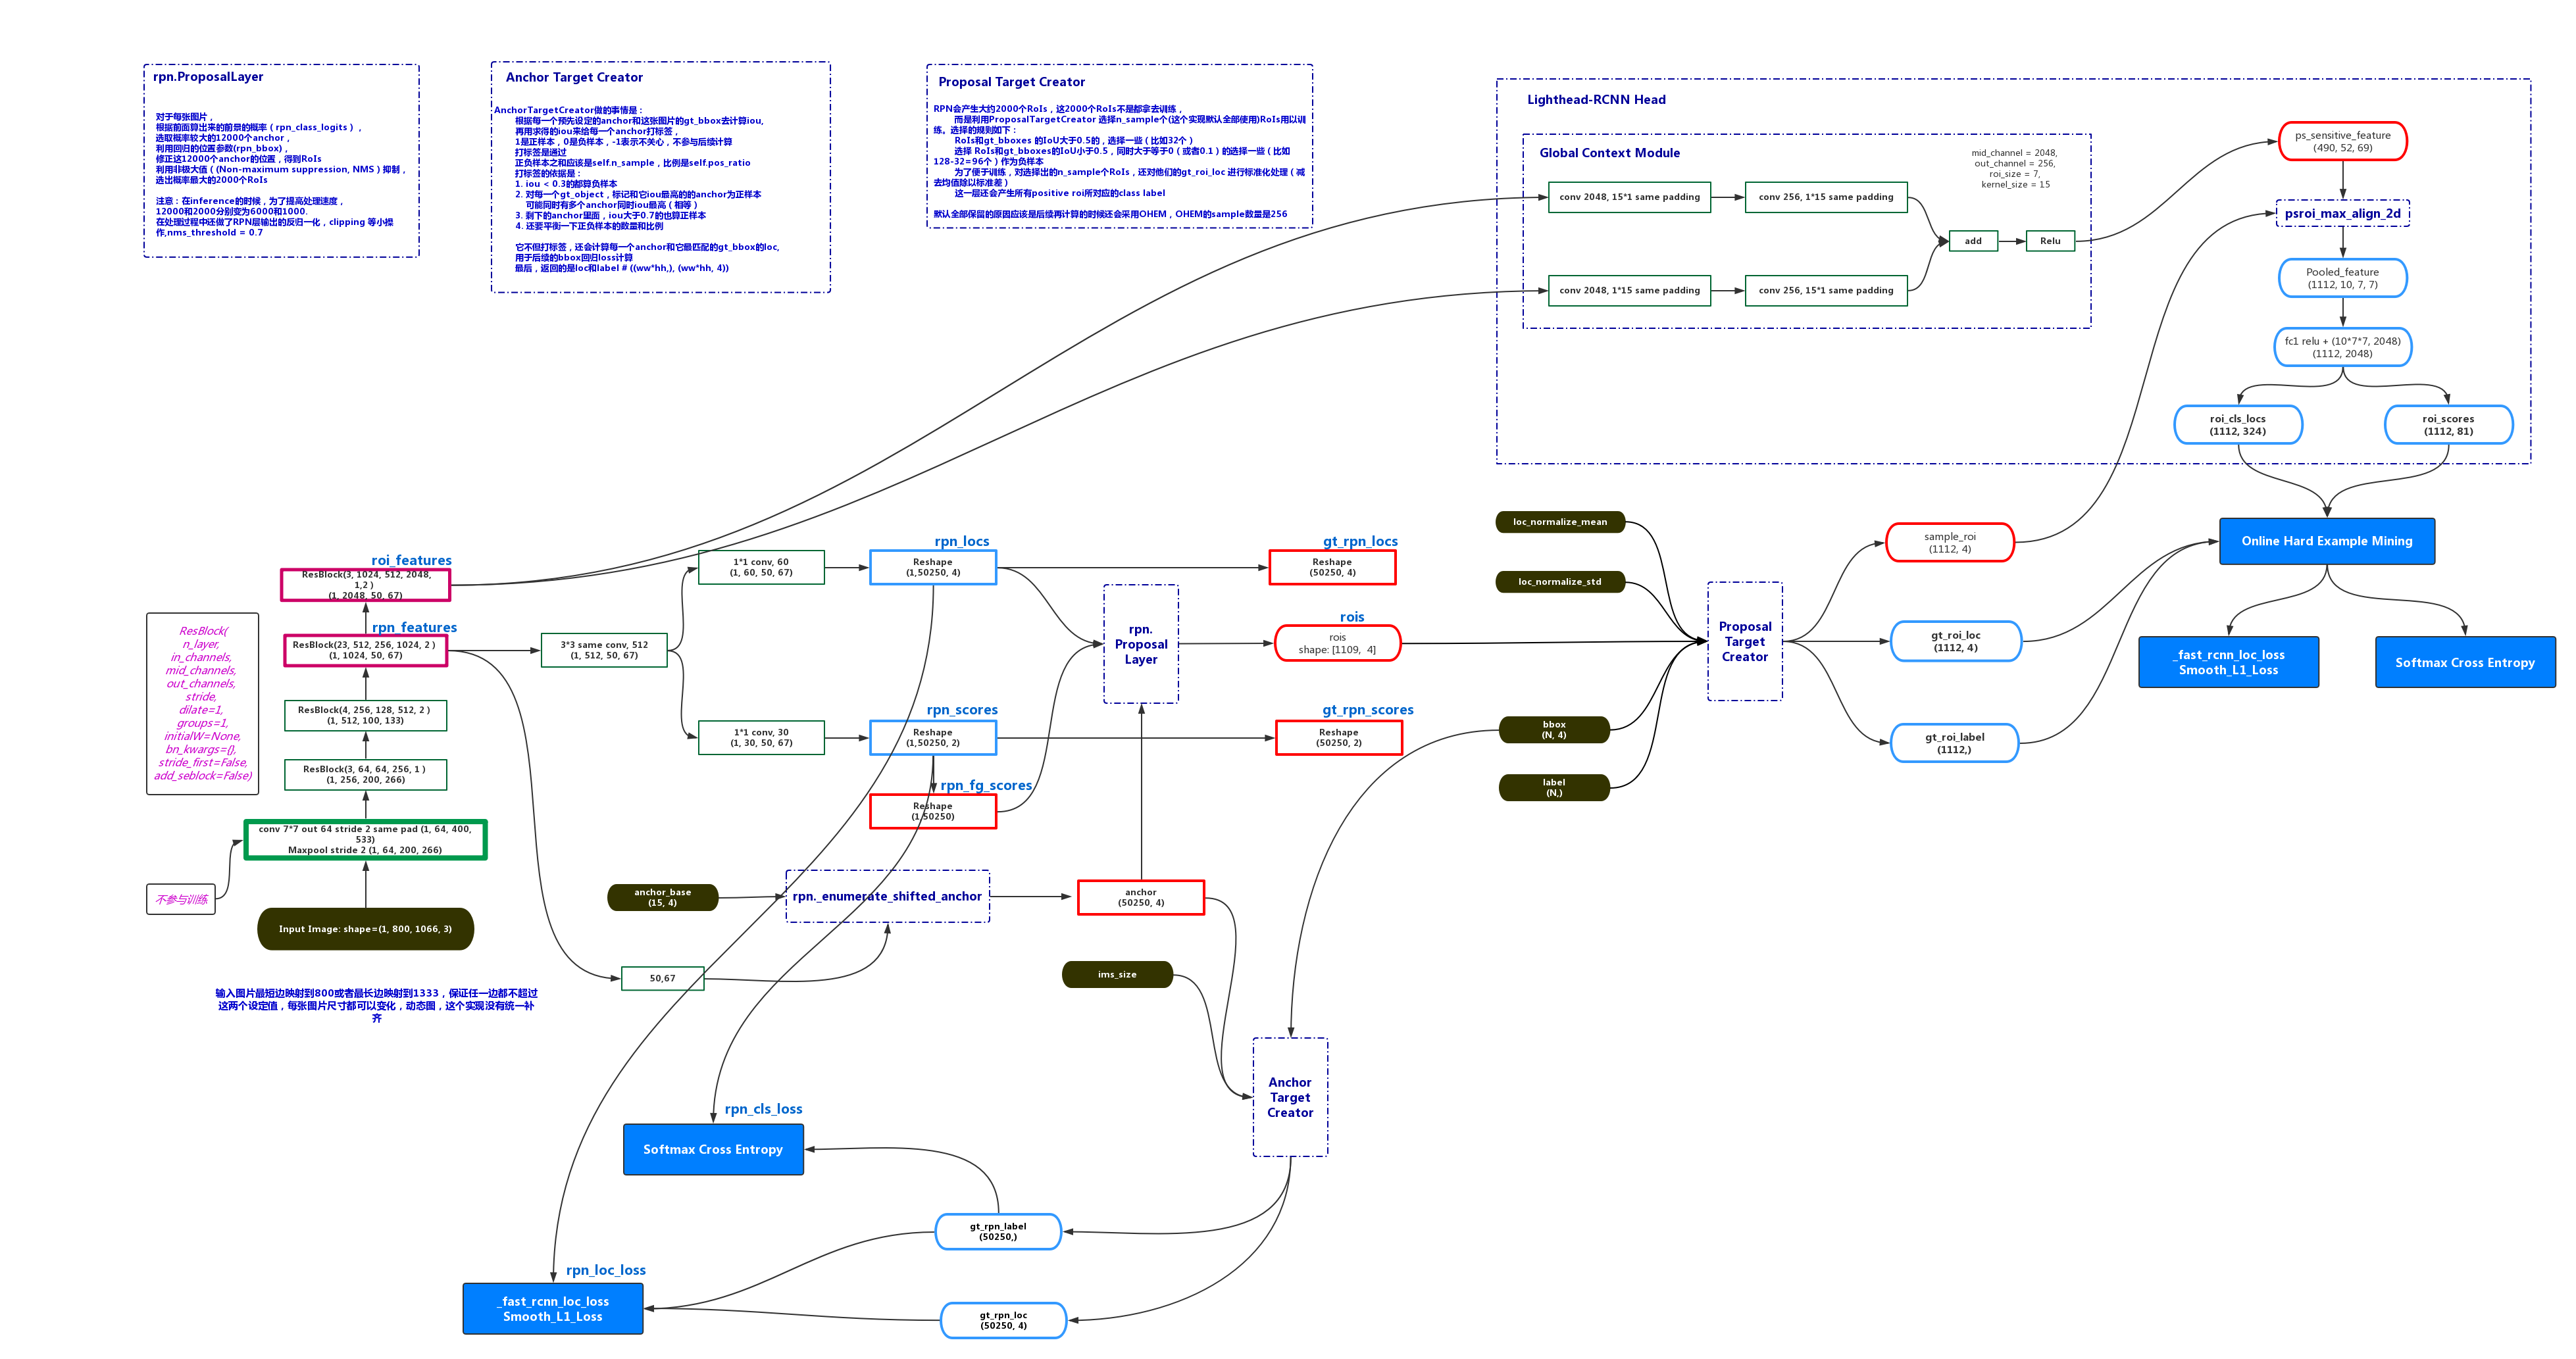 rpn.ProposalLayer
对于每张图片，
根据前面算出来的前景的概率（rpn_class_logits），
选取概率较大的12000个anchor，
利用回归的位置参数(rpn_bbox)，
修正这12000个anchor的位置，得到RoIs
利用非极大值（(Non-maximum suppression, NMS）抑制，
选出概率最大的2000个RoIs
注意：在inference的时候，为了提高处理速度，
12000和2000分别变为6000和1000.
在处理过程中还做了RPN层输出的反归一化，clipping 等小操
作,nms_threshold = 0.7
Anchor Target Creator
AnchorTargetCreator做的事情是：
根据每一个预先设定的anchor和这张图片的gt_bbox去计算iou,
再用求得的iou来给每一个anchor打标签，
1是正样本，0是负样本，-1表示不关心，不参与后续计算
打标签是通过
正负样本之和应该是self.n_sample，比例是self.pos_ratio
打标签的依据是：
1. iou < 0.3的都算负样本
2. 对每一个gt_object，标记和它iou最高的的anchor为正样本
可能同时有多个anchor同时iou最高（相等）
3. 剩下的anchor里面，iou大于0.7的也算正样本
4. 还要平衡一下正负样本的数量和比例
它不但打标签，还会计算每一个anchor和它最匹配的gt_bbox的loc,
用于后续的bbox回归loss计算
最后，返回的是loc和label # ((ww*hh,), (ww*hh, 4))
Proposal Target Creator
RPN会产生大约2000个RoIs，这2000个RoIs不是都拿去训练，
而是利用ProposalTargetCreator 选择n_sample个(这个实现默认全部使用)RoIs用以训
练。选择的规则如下：
RoIs和gt_bboxes 的IoU大于0.5的，选择一些（比如32个）
选择 RoIs和gt_bboxes的IoU小于0.5，同时大于等于0（或者0.1）的选择一些（比如
128-32=96个）作为负样本
为了便于训练，对选择出的n_sample个RoIs，还对他们的gt_roi_loc 进行标准化处理（减
去均值除以标准差）
这一层还会产生所有positive roi所对应的class label
默认全部保留的原因应该是后续再计算的时候还会采用OHEM，OHEM的sample数量是256
Lighthead-RCNN Head
Global Context Module
mid_channel = 2048,
out_channel = 256,
roi_size = 7,
kernel_size = 15
conv 2048, 15*1 same padding
conv 256, 1*15 same padding
add
Relu
conv 2048, 1*15 same padding
conv 256, 15*1 same padding
ps_sensitive_feature
(490, 52, 69)
psroi_max_align_2d
Pooled_feature
(1112, 10, 7, 7)
fc1 relu + (10*7*7, 2048)
(1112, 2048)
roi_cls_locs
(1112, 324)
roi_scores
(1112, 81)
Online Hard Example Mining
_fast_rcnn_loc_loss
Smooth_L1_Loss
Softmax Cross Entropy
roi_features
ResBlock(3, 1024, 512, 2048,
1,2 )
(1, 2048, 50, 67)
rpn_features
ResBlock(23, 512, 256, 1024, 2 )
(1, 1024, 50, 67)
ResBlock(4, 256, 128, 512, 2 )
(1, 512, 100, 133)
ResBlock(3, 64, 64, 256, 1 )
(1, 256, 200, 266)
conv 7*7 out 64 stride 2 same pad (1, 64, 400,
533)
Maxpool stride 2 (1, 64, 200, 266)
不参与训练
Input Image: shape=(1, 800, 1066, 3)
输入图片最短边映射到800或者最长边映射到1333，保证任一边都不超过
这两个设定值，每张图片尺寸都可以变化，动态图，这个实现没有统一补
齐
ResBlock(
n_layer,
in_channels,
mid_channels,
out_channels,
stride,
dilate=1,
groups=1,
initialW=None,
bn_kwargs={},
stride_first=False,
add_seblock=False)
3*3 same conv, 512
(1, 512, 50, 67)
1*1 conv, 60
(1, 60, 50, 67)
1*1 conv, 30
(1, 30, 50, 67)
rpn_locs
Reshape
(1,50250, 4)
rpn_scores
Reshape
(1,50250, 2)
rpn_fg_scores
Reshape
(1,50250)
anchor_base
(15, 4)
rpn._enumerate_shifted_anchor
50,67
anchor
(50250, 4)
ims_size
rpn.
Proposal
Layer
gt_rpn_locs
Reshape
(50250, 4)
rois
rois
shape: [1109, 4]
gt_rpn_scores
Reshape
(50250, 2)
loc_normalize_mean
loc_normalize_std
bbox
(N, 4)
label
(N,)
Proposal
Target
Creator
sample_roi
(1112, 4)
gt_roi_loc
(1112, 4)
gt_roi_label
(1112,)
Anchor
Target
Creator
rpn_cls_loss
Softmax Cross Entropy
gt_rpn_label
(50250,)
rpn_loc_loss
_fast_rcnn_loc_loss
Smooth_L1_Loss
gt_rpn_loc
(50250, 4)